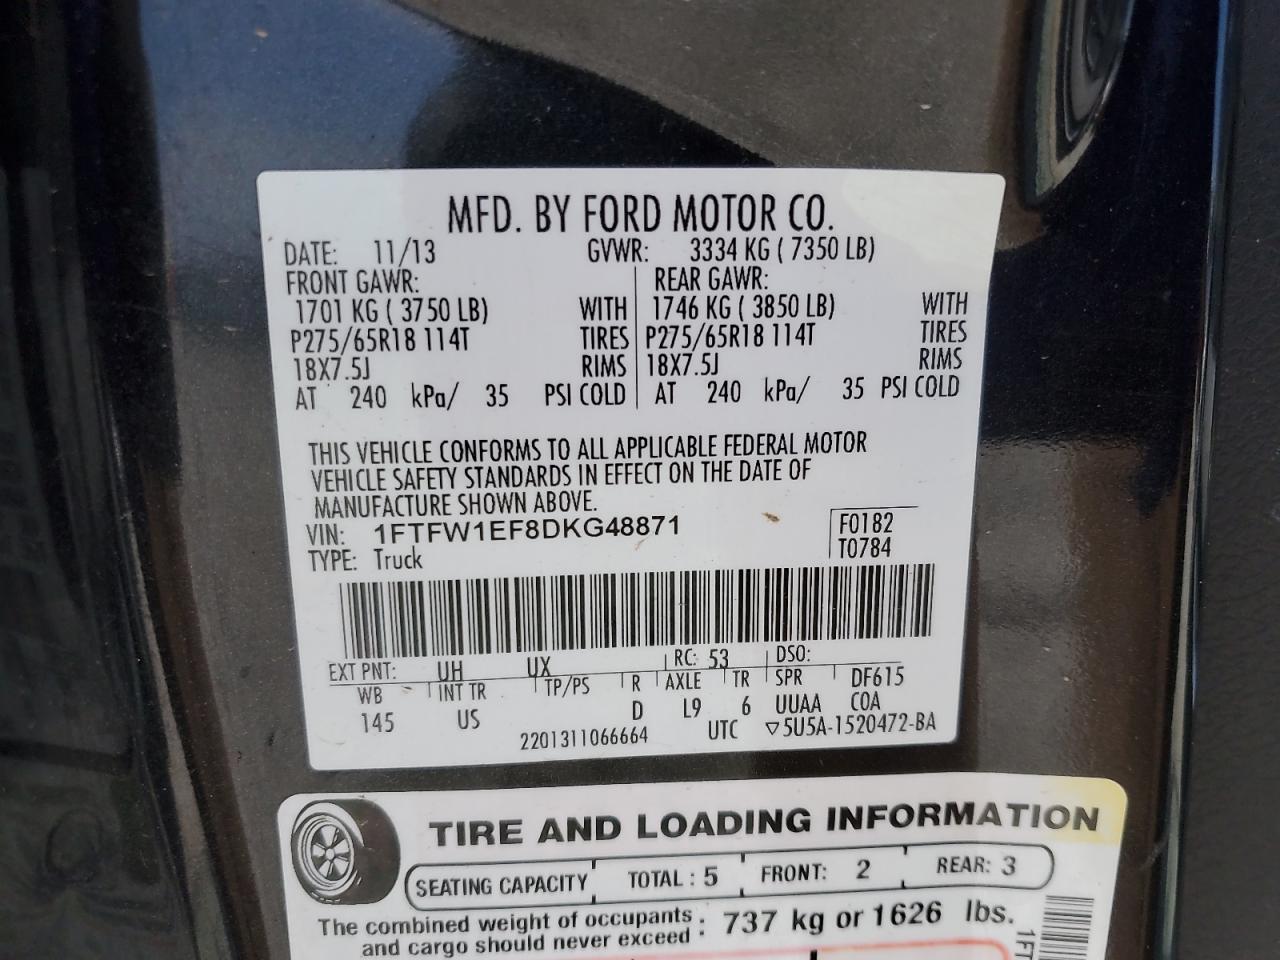 MFD. BY FORD MOTOR CO.
DATE: 11/13 GVWR: 3334 KG ( 7350 LB)
FRONT GAWR: REAR GAWR:
1701 KG ( 3750 LB) WITH 1746 KG ( 3850 LB) WITH
P275/65R18 114T TIRES P275/65R18 114T TIRES
18X7.5J RIMS 18X7.5J RIMS
AT 240 kPa/ 35 PSI COLD AT 240 kPa/ 35 PSI COLD
THIS VEHICLE CONFORMS TO ALL APPLICABLE FEDERAL MOTOR
VEHICLE SAFETY STANDARDS IN EFFECT ON THE DATE OF
MANUFACTURE SHOWN ABOVE.
VIN: 1FTFW1EF8DKG48871 F0182
TYPE: Truck T0784
EXT PNT: UH UX RC: 53 DSO:
WB INT TR TP/PS R AXLE TR SPR DF615
145 US D L9 6 UUAA COA
2201311066664 UTC ▽5U5A-1520472-BA
TIRE AND LOADING INFORMATION
SEATING CAPACITY TOTAL : 5 FRONT: 2 REAR: 3
The combined weight of occupants : 737 kg or 1626 lbs.
and cargo should never exceed
1FT